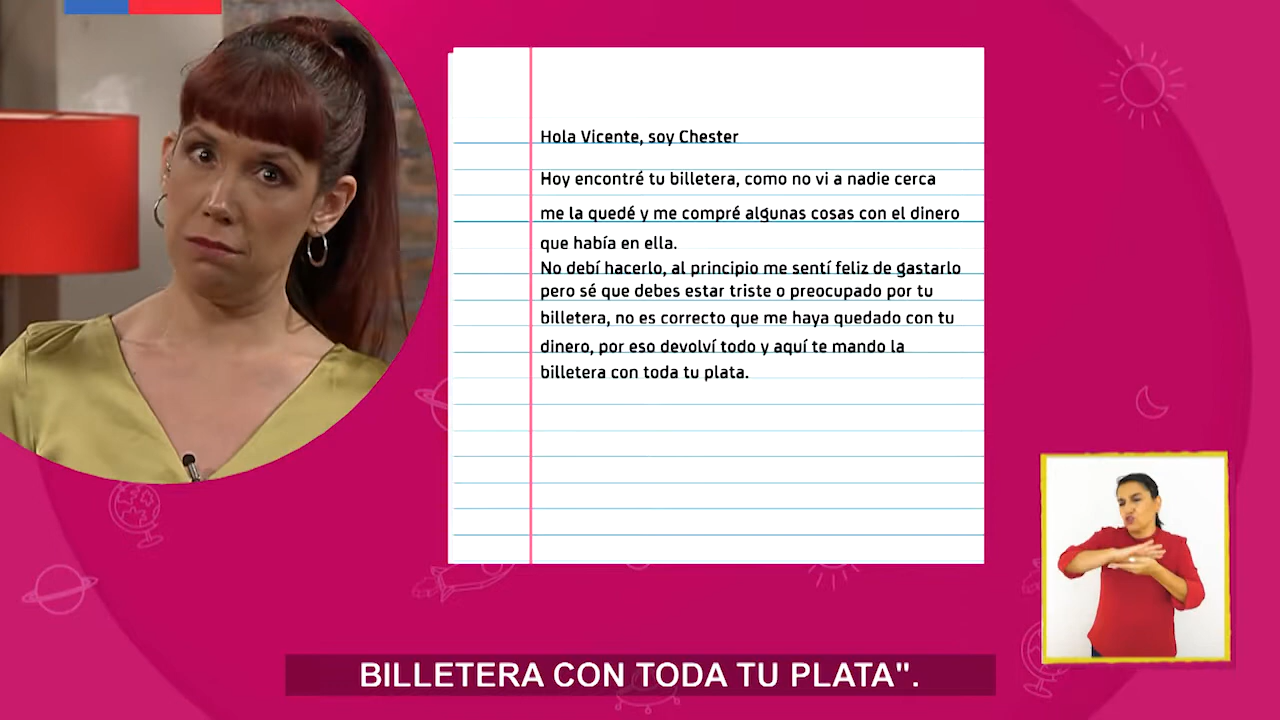 Hola Vicente, soy Chester
Hoy encontré tu billetera, como no vi a nadie cerca
me la quedé y me compré algunas cosas con el dinero
que había en ella.
No debí hacerlo, al principio me sentí feliz de gastarlo
pero sé que debes estar triste o preocupado por tu
billetera, no es correcto que me haya quedado con tu
dinero, por eso devolví todo y aquí te mando la
billetera con toda tu plata.
BILLETERA CON TODA TU PLATA".